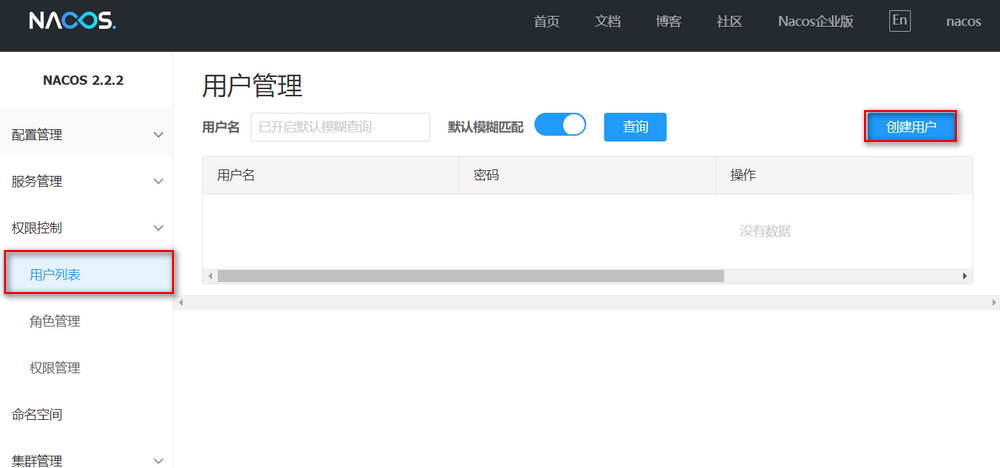 NACOS.
首页 文档 博客 社区 Nacos企业版 En nacos
NACOS 2.2.2
配置管理
服务管理
权限控制
用户列表
角色管理
权限管理
命名空间
集群管理
用户管理
用户名 已开启默认模糊查询 默认模糊匹配 查询 创建用户
用户名 密码 操作
没有数据